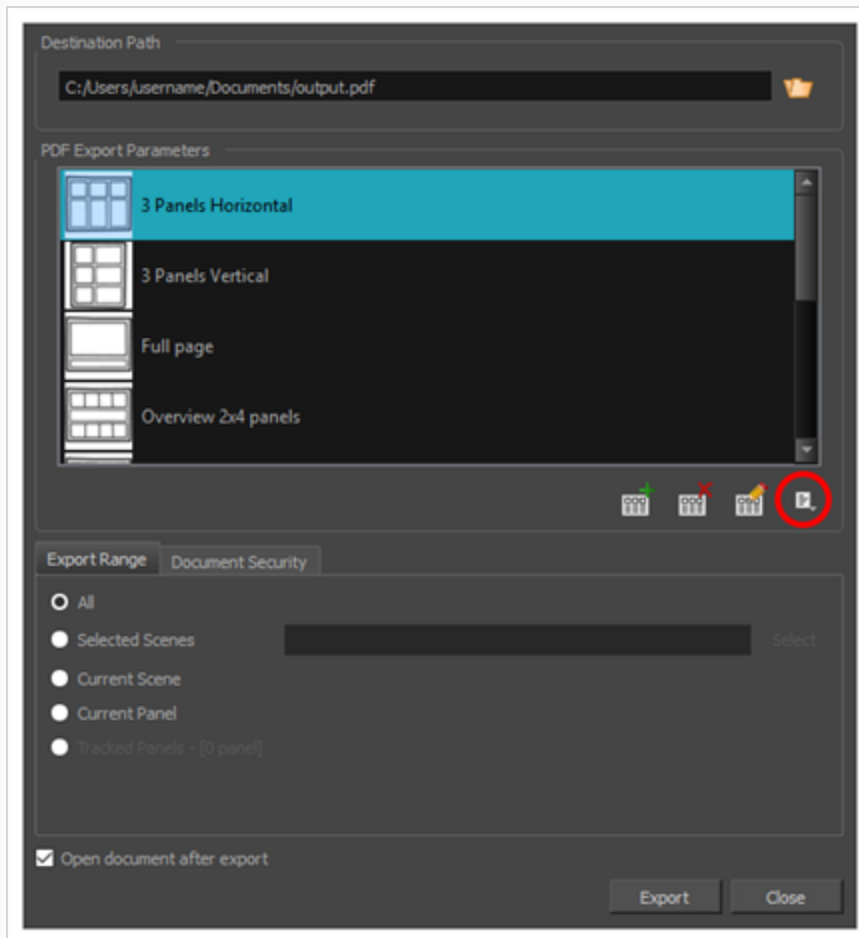 Destination Path
C:/Users/username/Documents/output.pdf
PDF Export Parameters
3 Panels Horizontal
3 Panels Vertical
Full page
Overview 2x4 panels
Export Range
Document Security
All
Selected Scenes
Select
Current Scene
Current Panel
Tracked Panels - (0 panel)
Open document after export
Export
Close